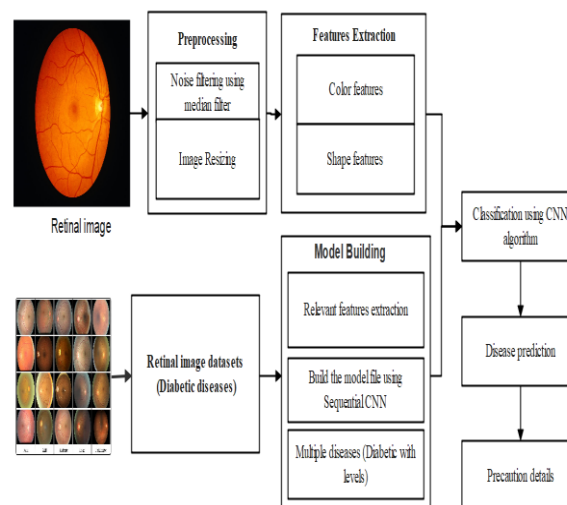 Preprocessing
Noise filtering using
median filter
Image Resizing
Features Extraction
Color features
Shape features
Retinal image
Classification using CNN
algorithm
Model Building
Relevant features extraction
Build the model file using
Sequential CNN
Multiple diseases (Diabetic with
levels)
Retinal image datasets
(Diabetic diseases)
Disease prediction
Precaution details